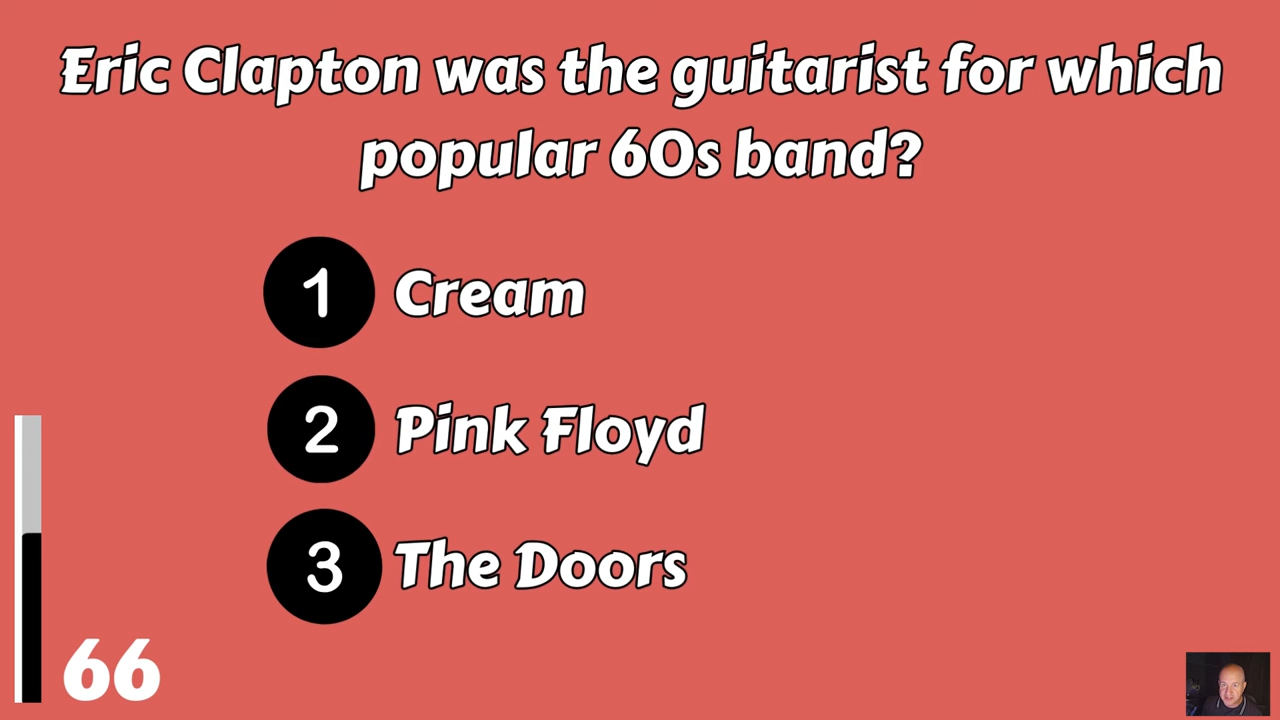 Eric Clapton was the guitarist for which
popular 60s band?
1 Cream
2 Pink Floyd
3 The Doors
66